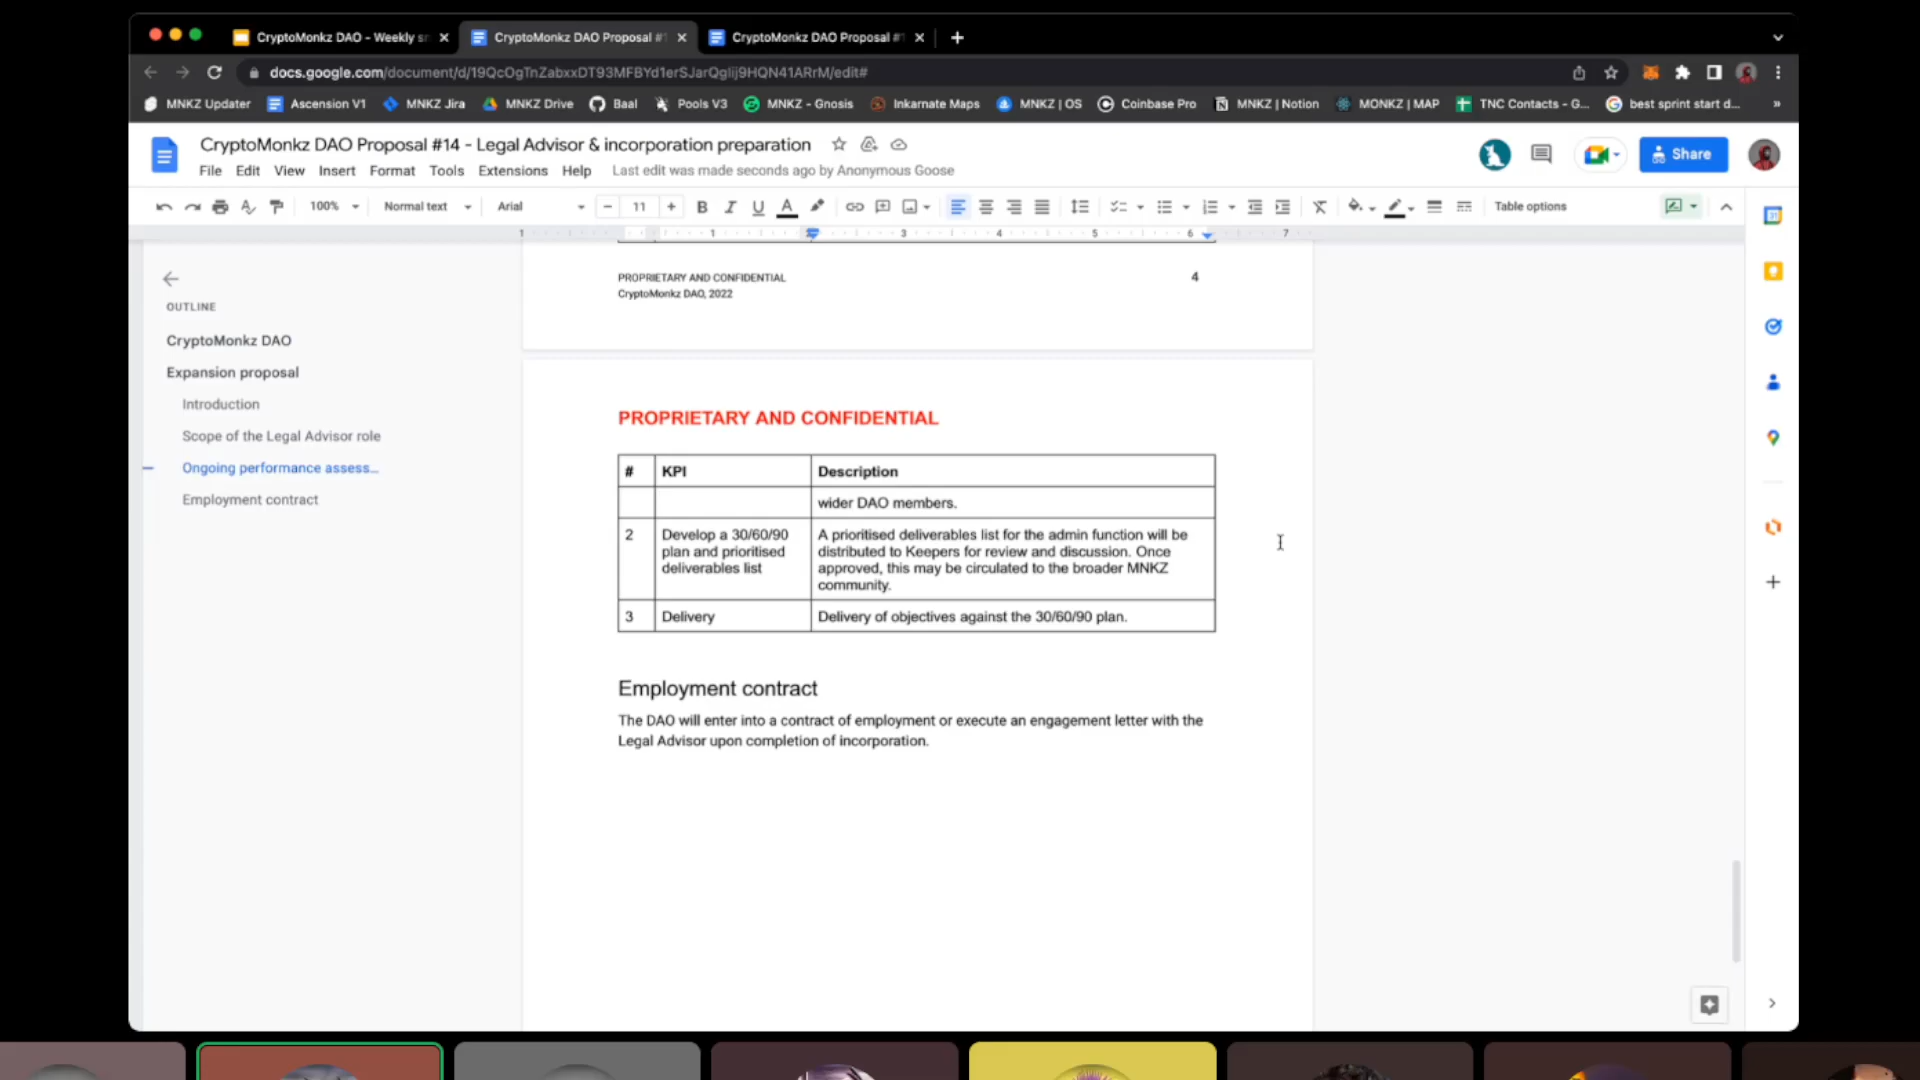 CryptoMonkz DAO - Weekly
CryptoMonkz DAO Proposal #
CryptoMonkz DAO Proposal #
docs.google.com/document/d/19QcOgTnZabxxDT93MFBYd1erSJarQglij9HQN41ARrM/edit#
MNKZ Updater
Ascension V1
MNKZ Jira
MNKZ Drive
Baal
Pools V3
MNKZ - Gnosis
Inkarnate Maps
MNKZ | OS
Coinbase Pro
MNKZ | Notion
MONKZ | MAP
TNC Contacts - G...
best sprint start d...
»
CryptoMonkz DAO Proposal #14 - Legal Advisor & incorporation preparation
File Edit View Insert Format Tools Extensions Help Last edit was made seconds ago by Anonymous Goose
Share
100% Normal text Arial − 11 + B I U A Table options
1 1 3 4 5 6 7
OUTLINE
CryptoMonkz DAO
Expansion proposal
Introduction
Scope of the Legal Advisor role
Ongoing performance assess...
Employment contract
PROPRIETARY AND CONFIDENTIAL 4
CryptoMonkz DAO, 2022
PROPRIETARY AND CONFIDENTIAL
# KPI Description
wider DAO members.
2 Develop a 30/60/90 A prioritised deliverables list for the admin function will be
plan and prioritised distributed to Keepers for review and discussion. Once
deliverables list approved, this may be circulated to the broader MNKZ
community.
3 Delivery Delivery of objectives against the 30/60/90 plan.
Employment contract
The DAO will enter into a contract of employment or execute an engagement letter with the
Legal Advisor upon completion of incorporation.